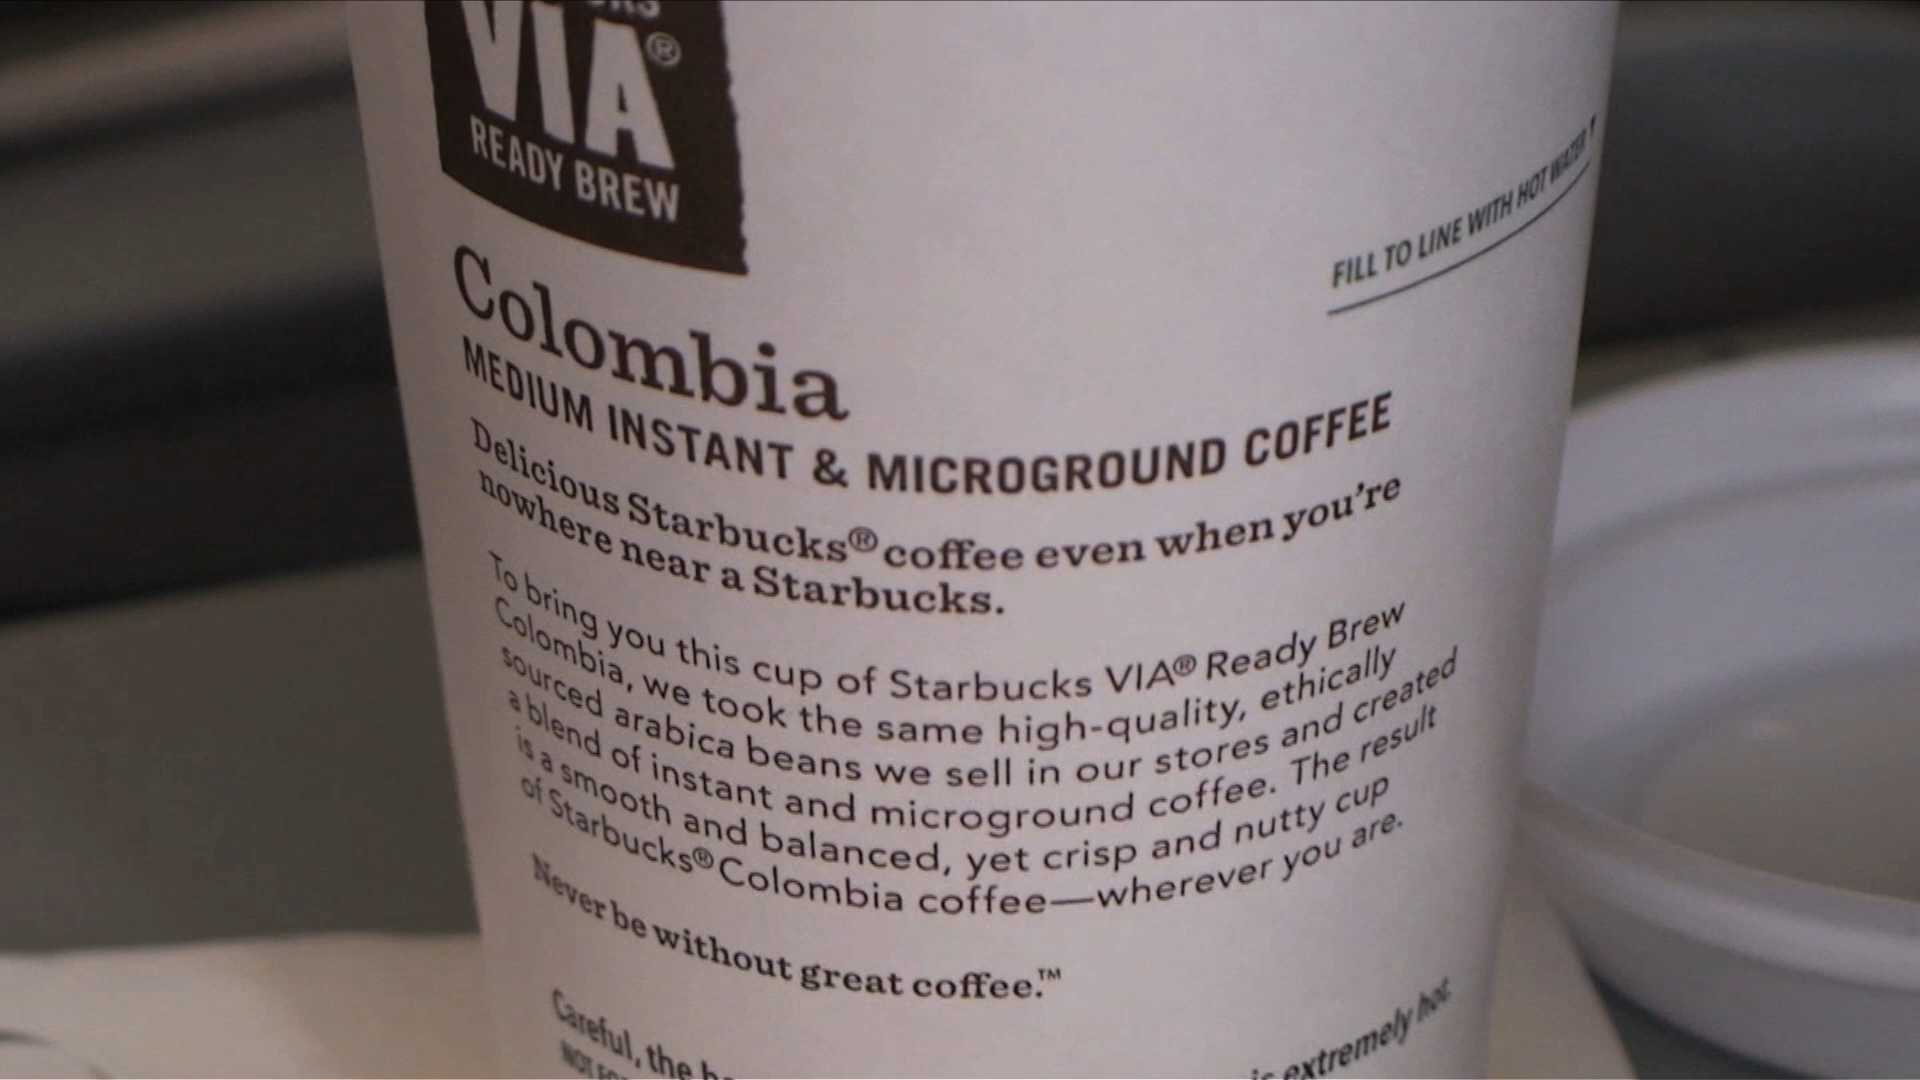 VIA®
READY BREW
FILL TO LINE WITH HOT WATER
Colombia
MEDIUM INSTANT & MICROGROUND COFFEE
Delicious Starbucks® coffee even when you're
nowhere near a Starbucks.
To bring you this cup of Starbucks VIA® Ready Brew
Colombia, we took the same high-quality, ethically
sourced arabica beans we sell in our stores and created
a blend of instant and microground coffee. The result
is a smooth and balanced, yet crisp and nutty cup
of Starbucks® Colombia coffee—wherever you are.
Never be without great coffee.™
Careful, the is extremely hot.
NOT